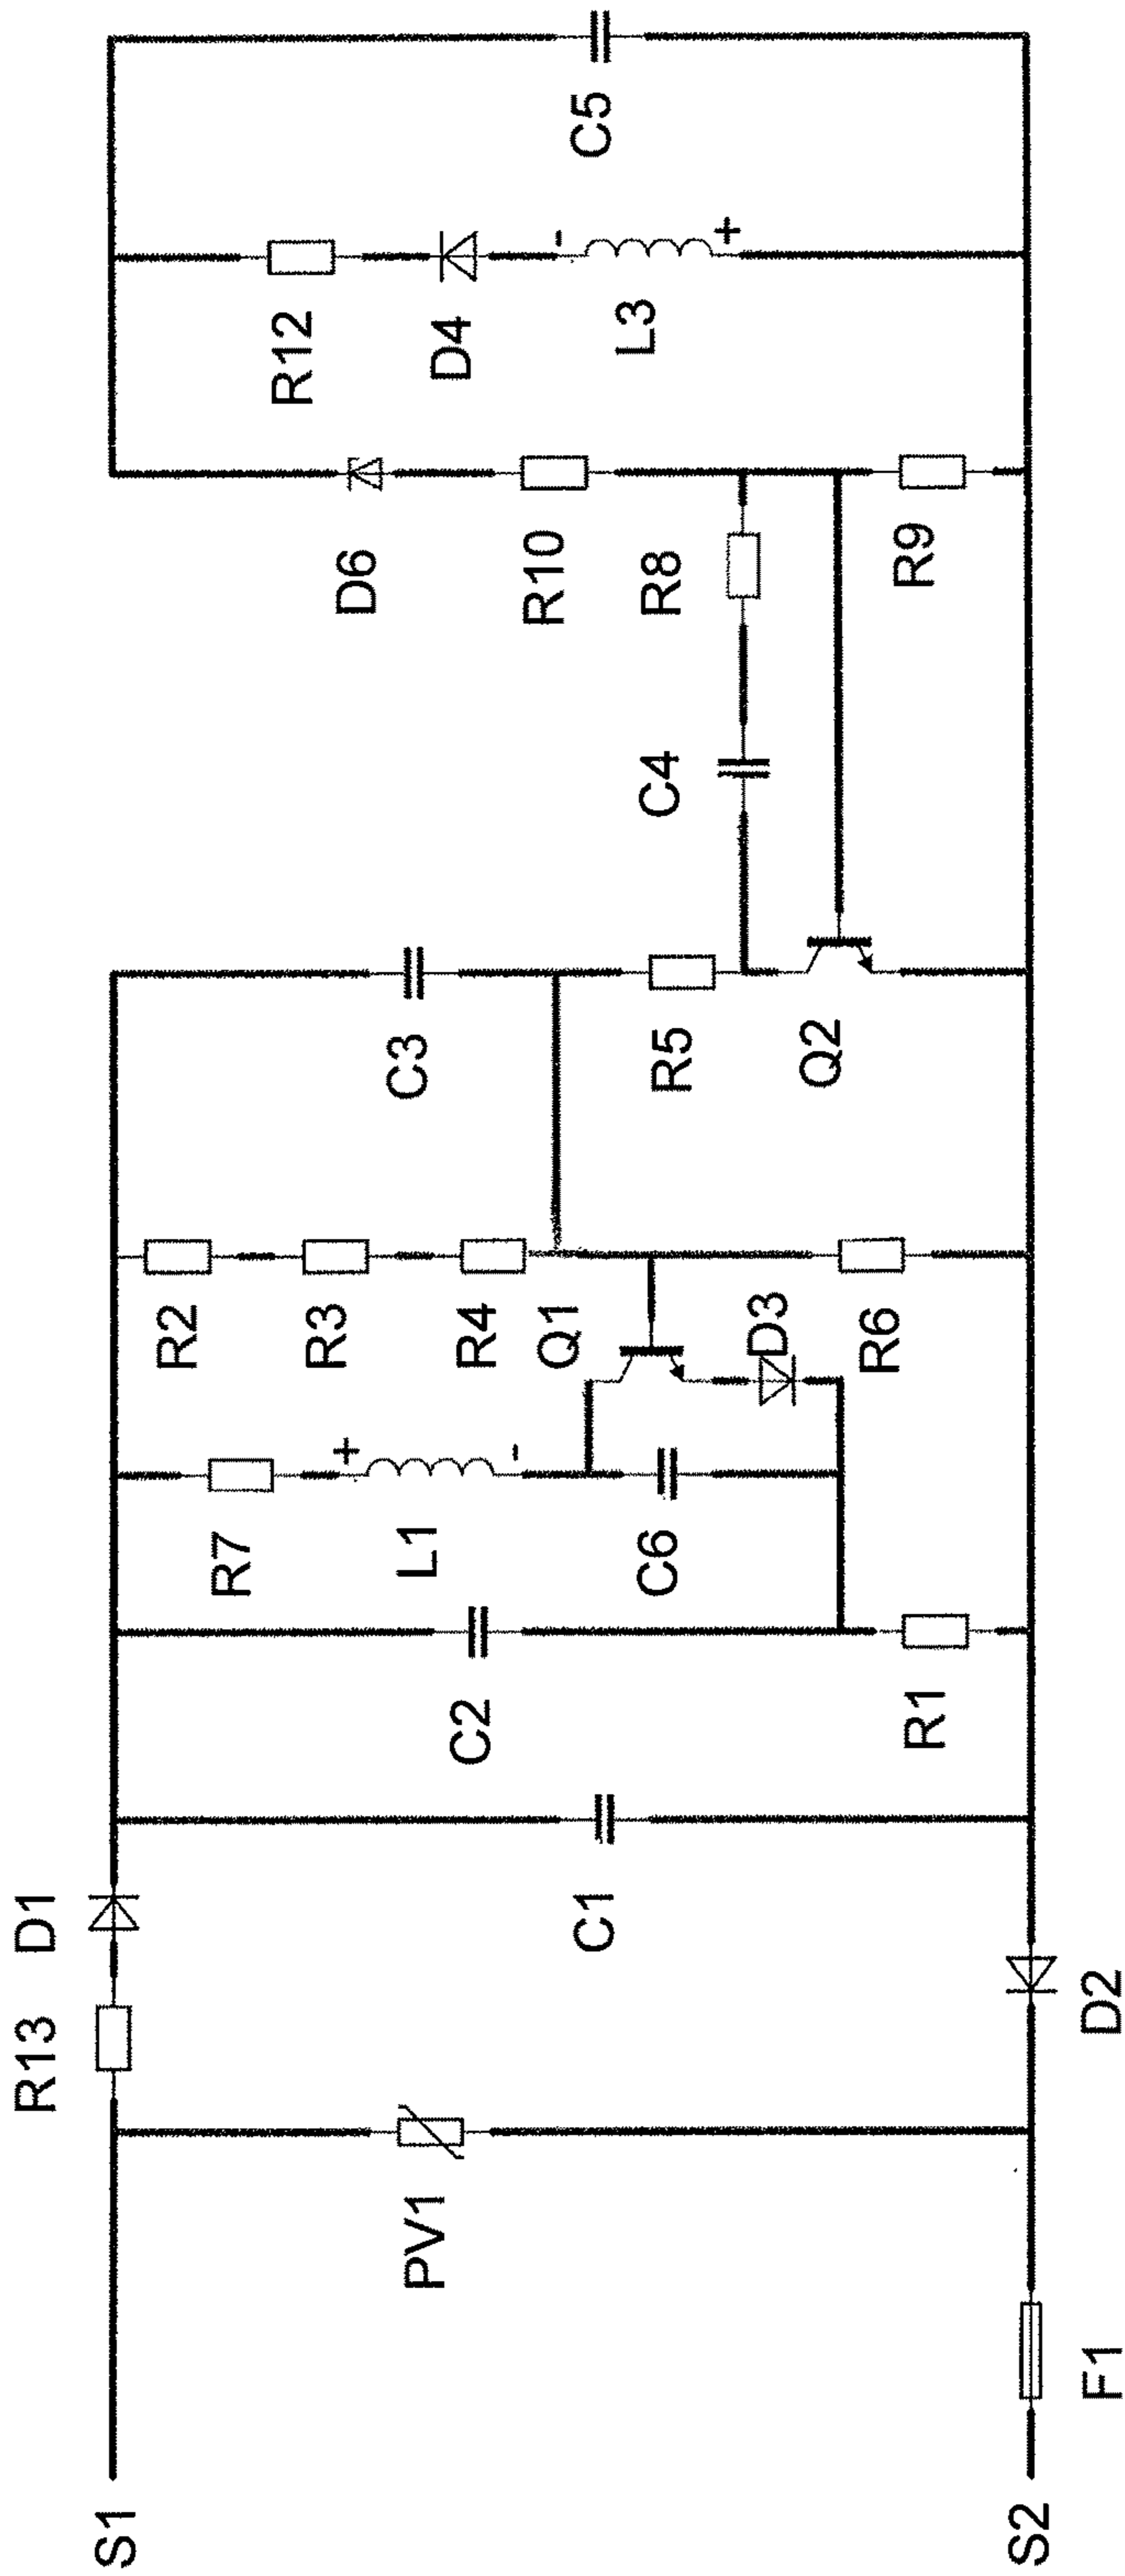 R13 D1
S1
R2
R7
R12
R3
+
D6
C3
L1
PV1
D4
C2
R4
-
R10
Q1
-
C5
C1
L3
C6
C4
R8
R5
+
D3
Q2
R6
R9
R1
S2
F1
D2